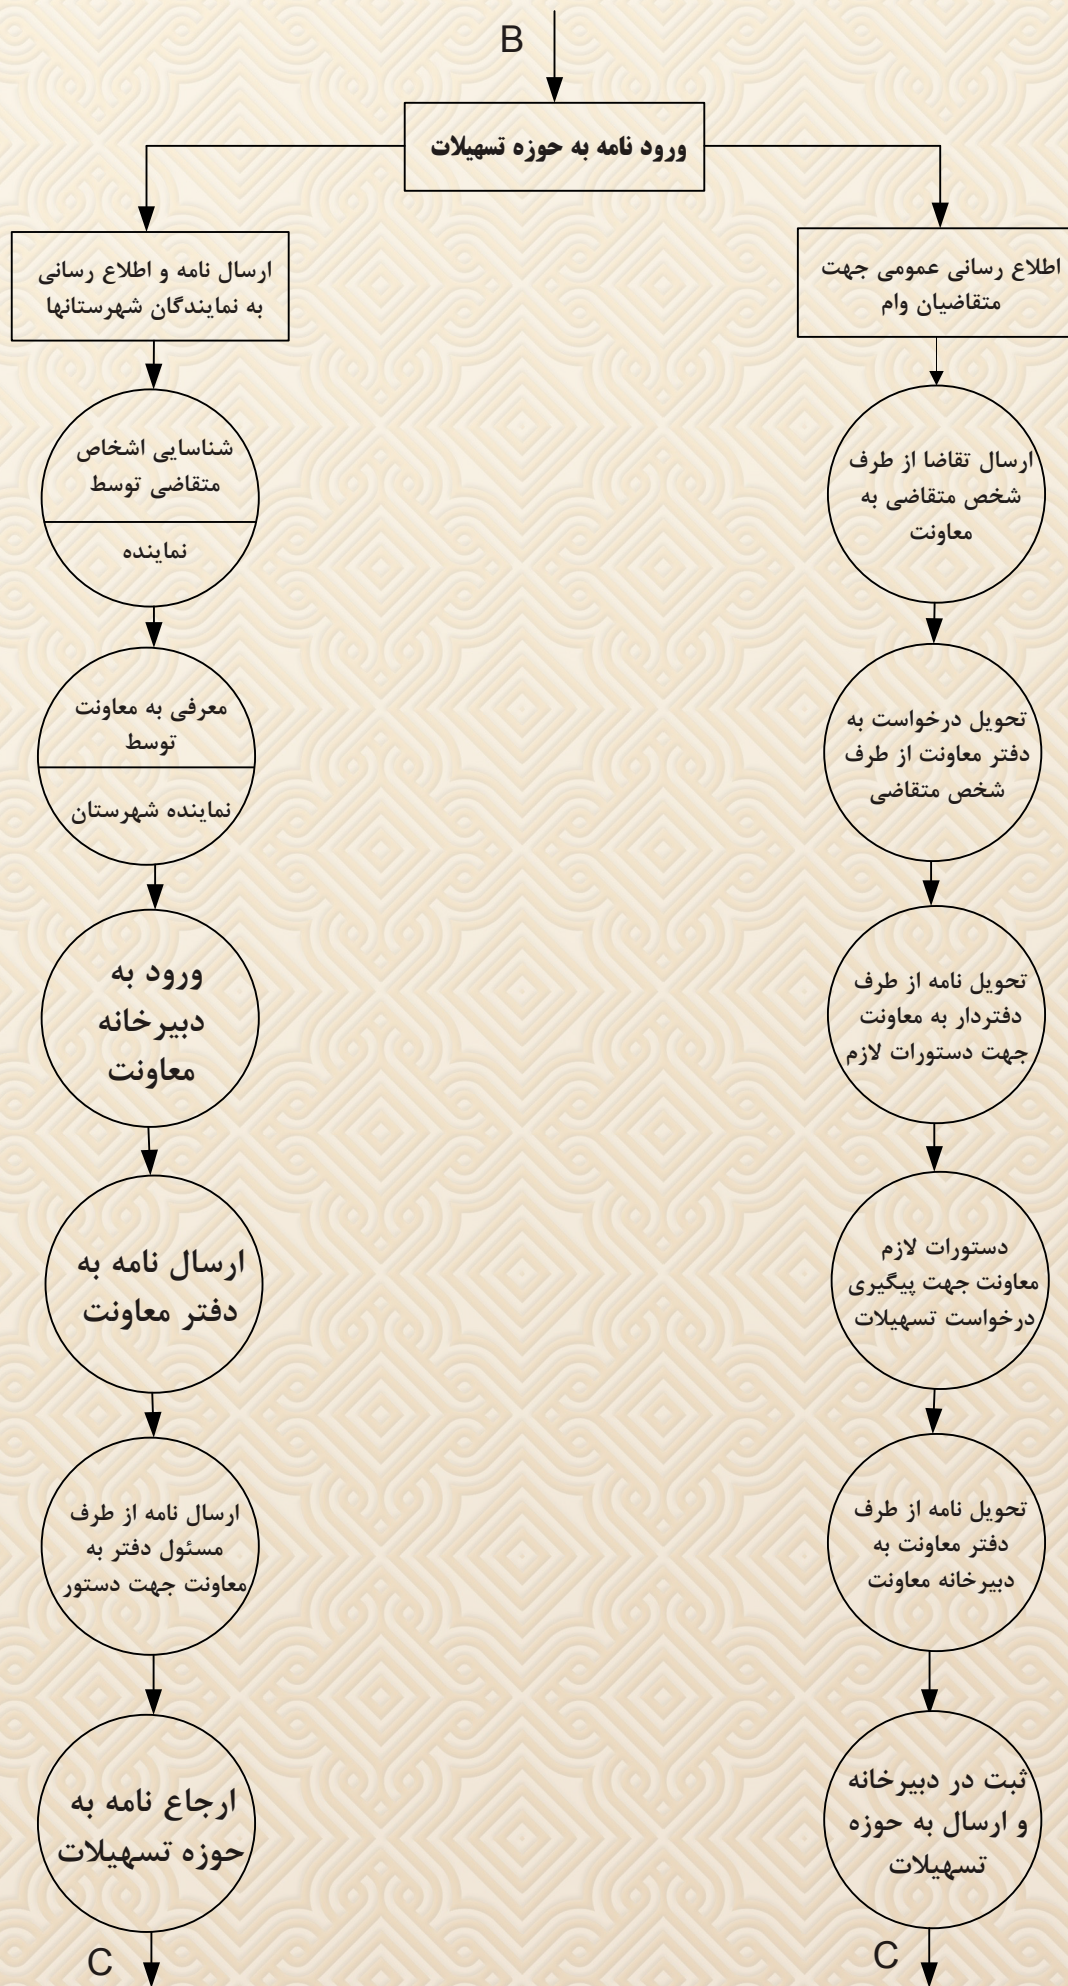 B
ورود نامه به حوزه تسهیلات
اطلاع رسانی عمومی جهت
متقاضیان وام
ارسال تقاضا از طرف
شخص متقاضی به
معاونت
تحویل درخواست به
دفتر معاونت از طرف
شخص متقاضی
تحویل نامه از طرف
دفتردار به معاونت
جهت دستورات لازم
دستورات لازم
معاونت جهت پیگیری
درخواست تسهیلات
تحویل نامه از طرف
دفتر معاونت به
دبیرخانه معاونت
ثبت در دبیرخانه
و ارسال به حوزه
تسهیلات
C
ارسال نامه و اطلاع رسانی
به نمایندگان شهرستانها
شناسایی اشخاص
متقاضی توسط
نماینده
معرفی به معاونت
توسط
نماینده شهرستان
ورود به
دبیرخانه
معاونت
ارسال نامه به
دفتر معاونت
ارسال نامه از طرف
مسئول دفتر به
معاونت جهت دستور
ارجاع نامه به
حوزه تسهیلات
C